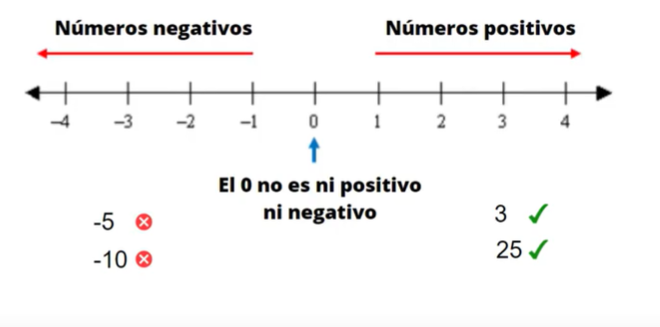 Números negativos Números positivos
–4 –3 –2 –1 0 1 2 3 4
El 0 no es ni positivo
ni negativo
-5 3
-10 25